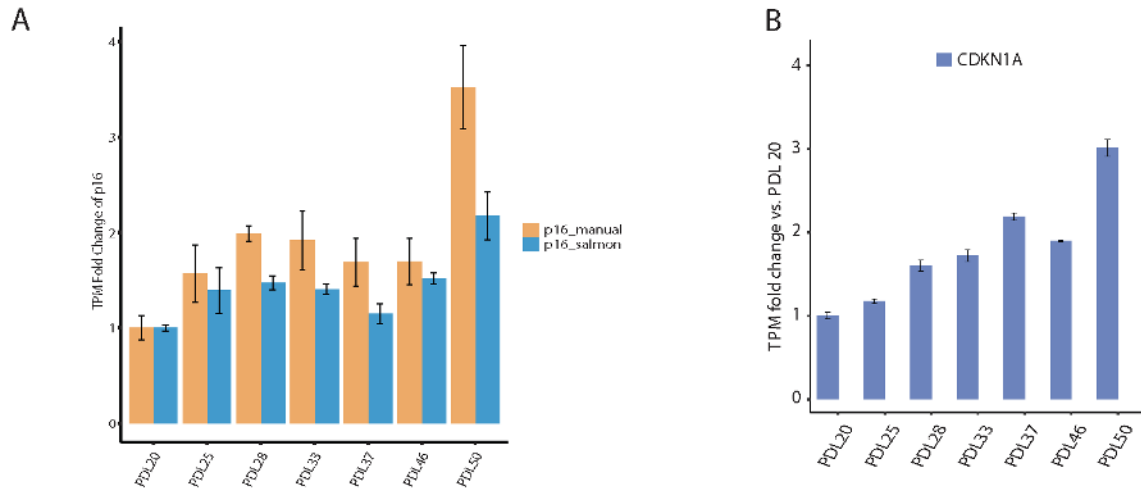 A
TPM Fold Change of p16
4
3
2
1
0
PDL20
PDL25
PDL28
PDL33
PDL37
PDL46
PDL50
p16_manual
p16_salmon
B
CDKN1A
TPM fold change vs. PDL 20
4
3
2
1
0
PDL20
PDL25
PDL28
PDL33
PDL37
PDL46
PDL50